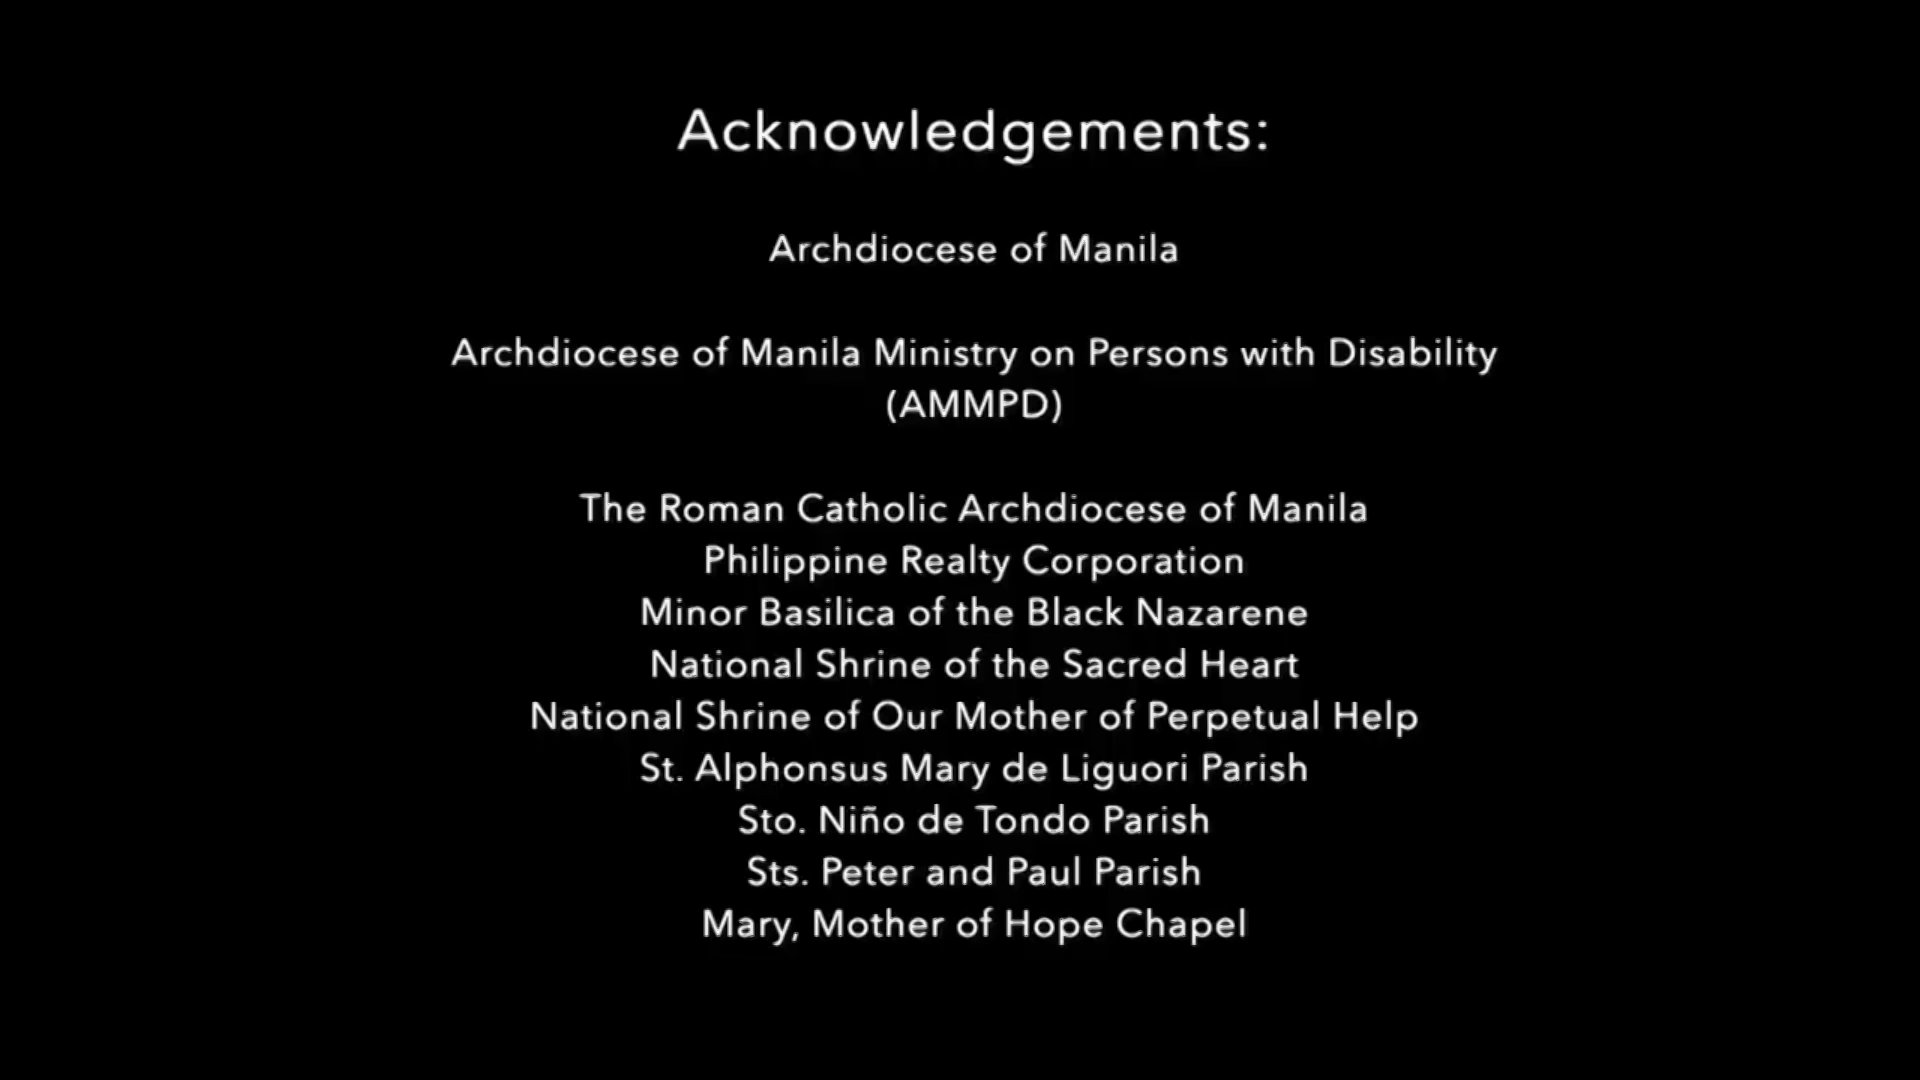 Acknowledgements:
Archdiocese of Manila
Archdiocese of Manila Ministry on Persons with Disability
(AMMPD)
The Roman Catholic Archdiocese of Manila
Philippine Realty Corporation
Minor Basilica of the Black Nazarene
National Shrine of the Sacred Heart
National Shrine of Our Mother of Perpetual Help
St. Alphonsus Mary de Liguori Parish
Sto. Niño de Tondo Parish
Sts. Peter and Paul Parish
Mary, Mother of Hope Chapel